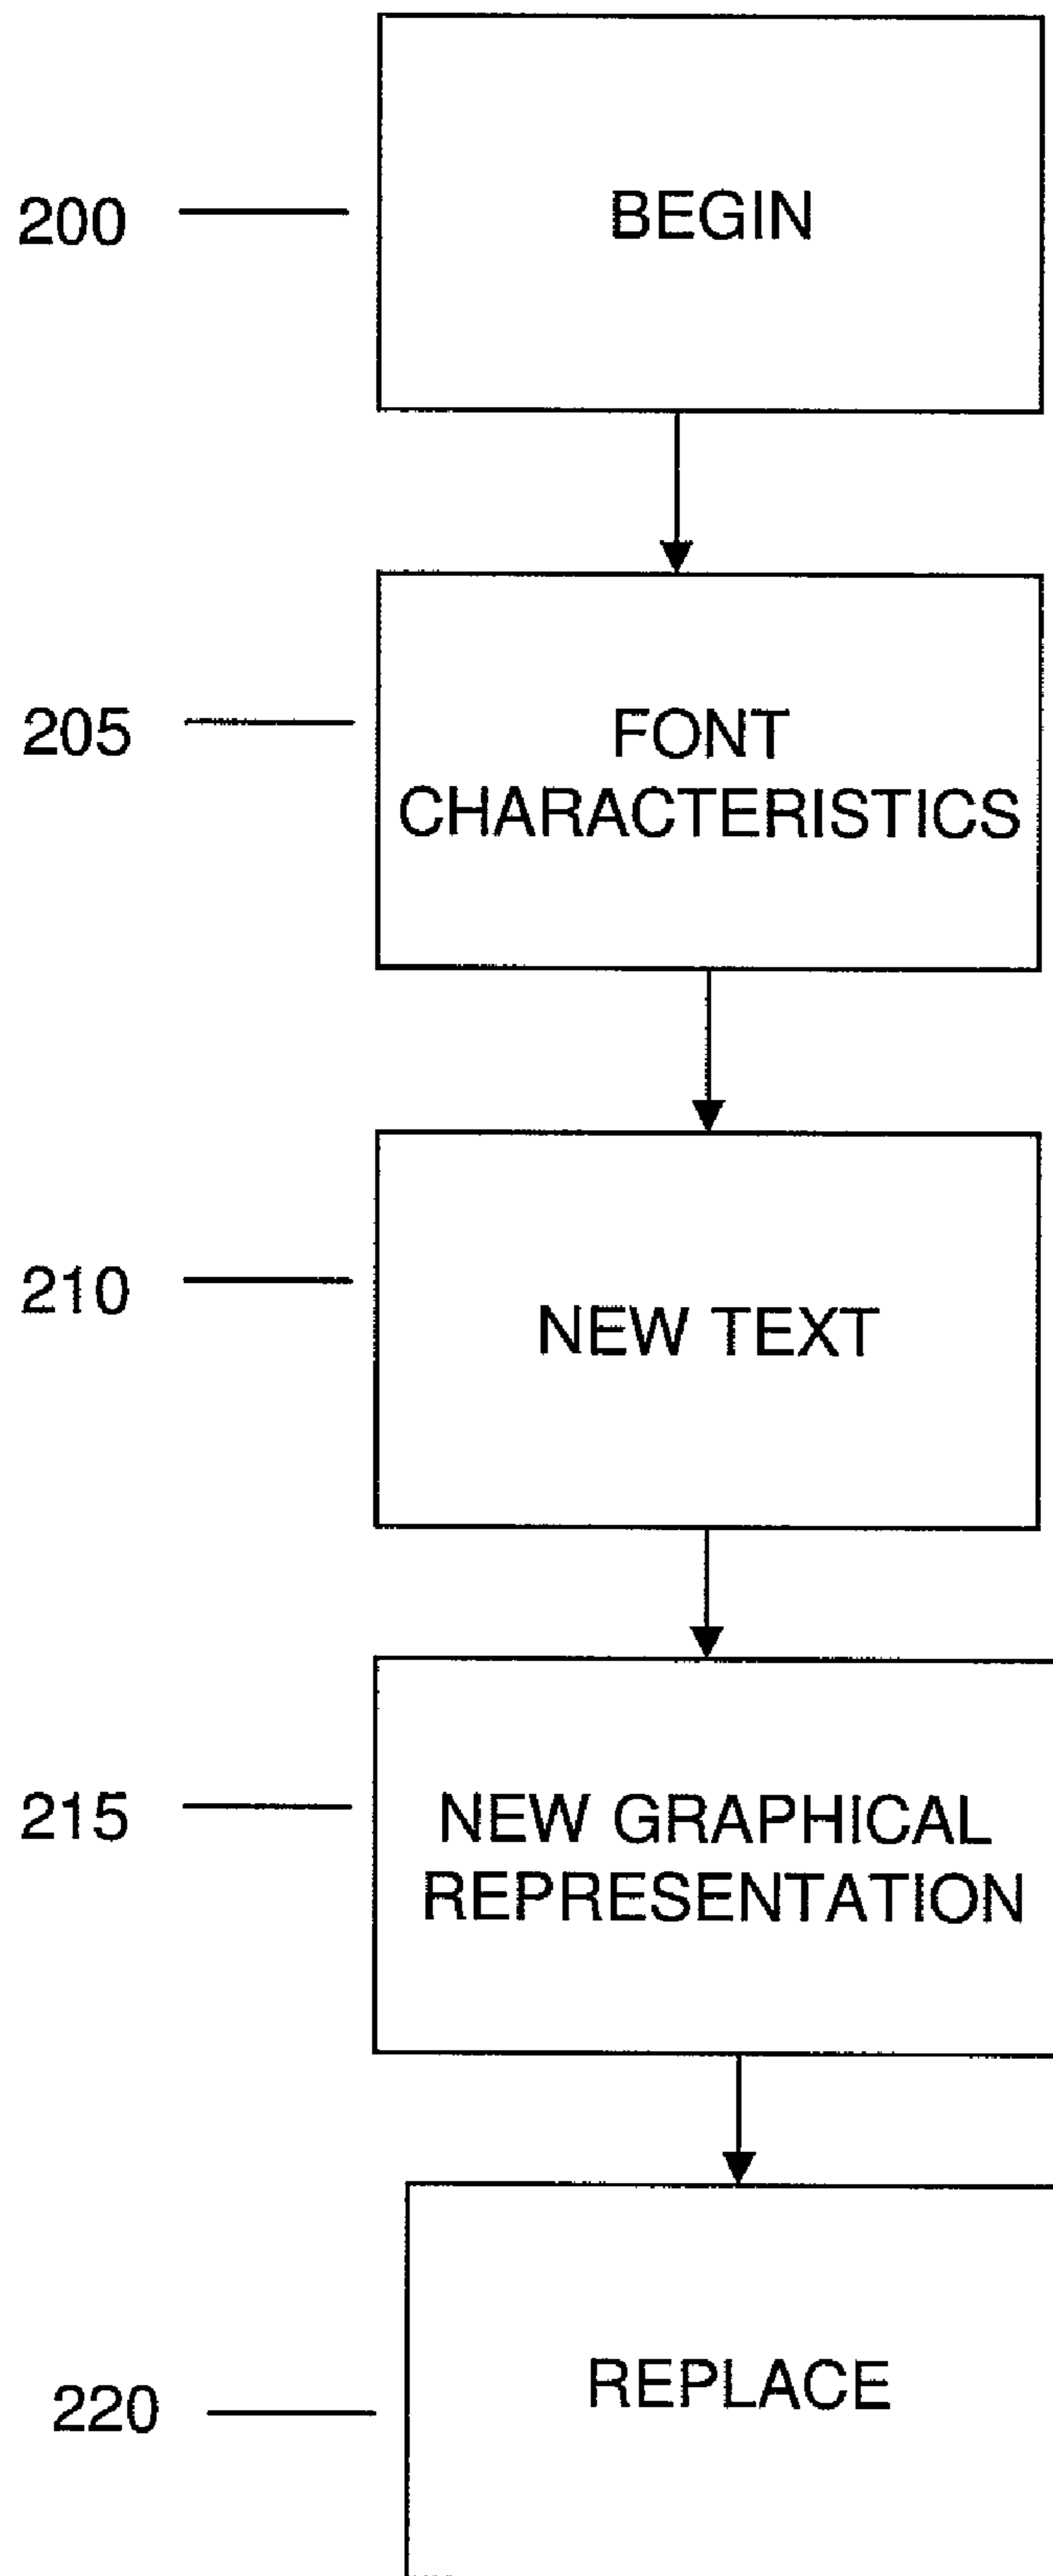 200
BEGIN
205
FONT
CHARACTERISTICS
210
NEW TEXT
215
NEW GRAPHICAL
REPRESENTATION
220
REPLACE